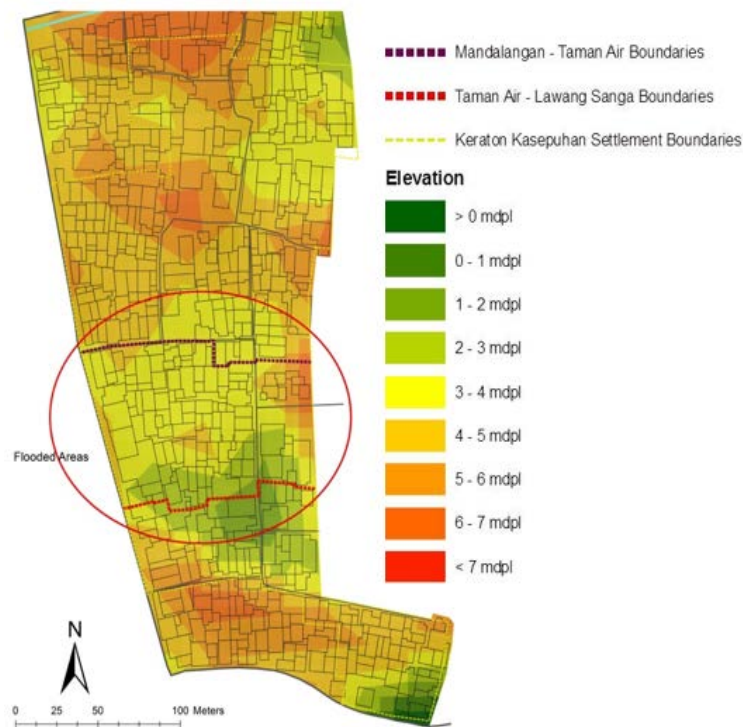 Mandalangan - Taman Air Boundaries
Taman Air - Lawang Sanga Boundaries
Keraton Kasepuhan Settlement Boundaries
Elevation
> 0 mdpl
0 - 1 mdpl
1 - 2 mdpl
2 - 3 mdpl
3 - 4 mdpl
4 - 5 mdpl
5 - 6 mdpl
6 - 7 mdpl
< 7 mdpl
Flooded Areas
N
0 25 50 100 Meters